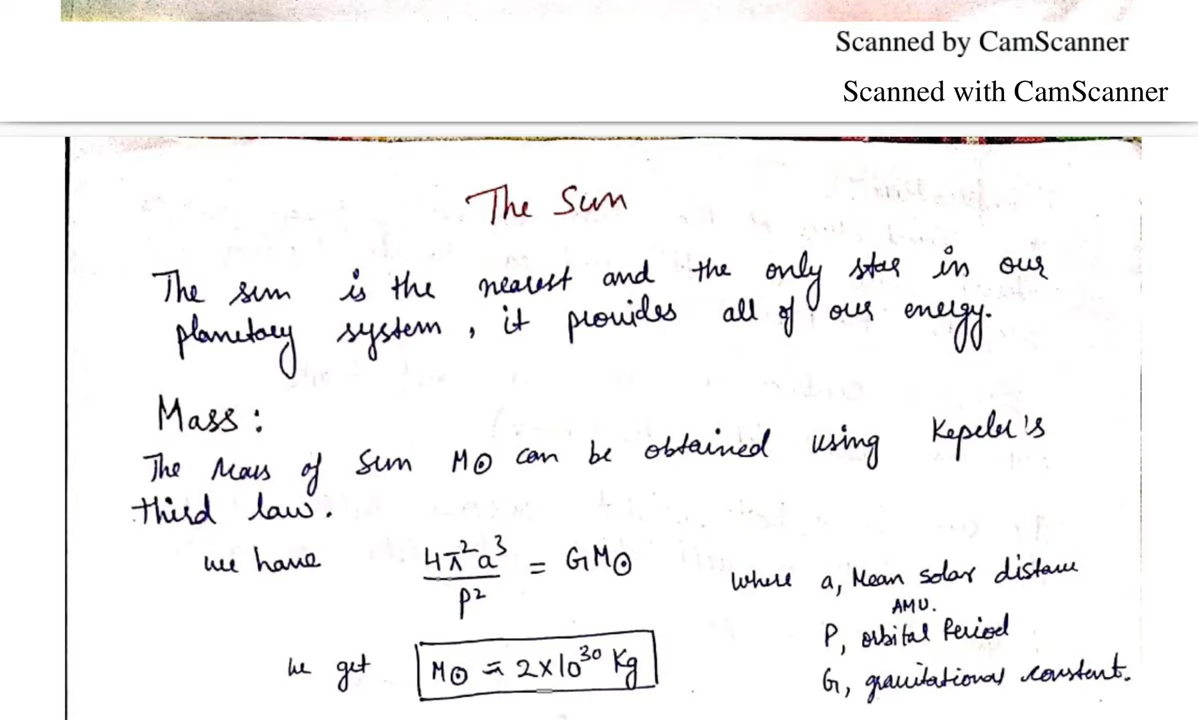 Scanned by CamScanner
Scanned with CamScanner
The Sun
The sun is the nearest and the only star in our
planetary system, it provides all of our energy.
Mass :
The Mass of Sun M⊙ can be obtained using Kepeler's
third law.
we have 4π²a³/P² = GM⊙ where a, Mean solar distance
AMU.
P, orbital Period
we get M⊙ ≈ 2×10³⁰ Kg G, gravitational constant.